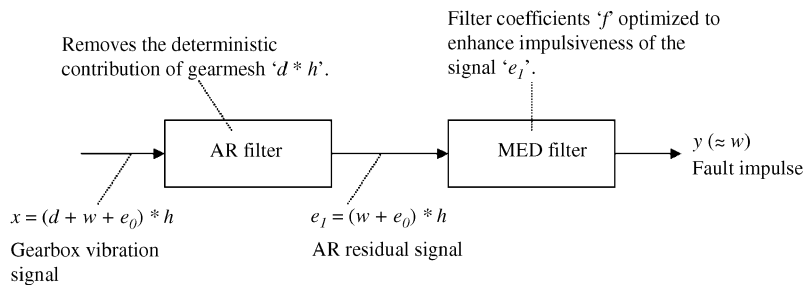 Removes the deterministic
contribution of gearmesh ‘d * h’.
Filter coefficients ‘f’ optimized to
enhance impulsiveness of the
signal ‘e₁’.
AR filter
MED filter
y (≈ w)
Fault impulse
x = (d + w + e₀) * h
Gearbox vibration
signal
e₁ = (w + e₀) * h
AR residual signal